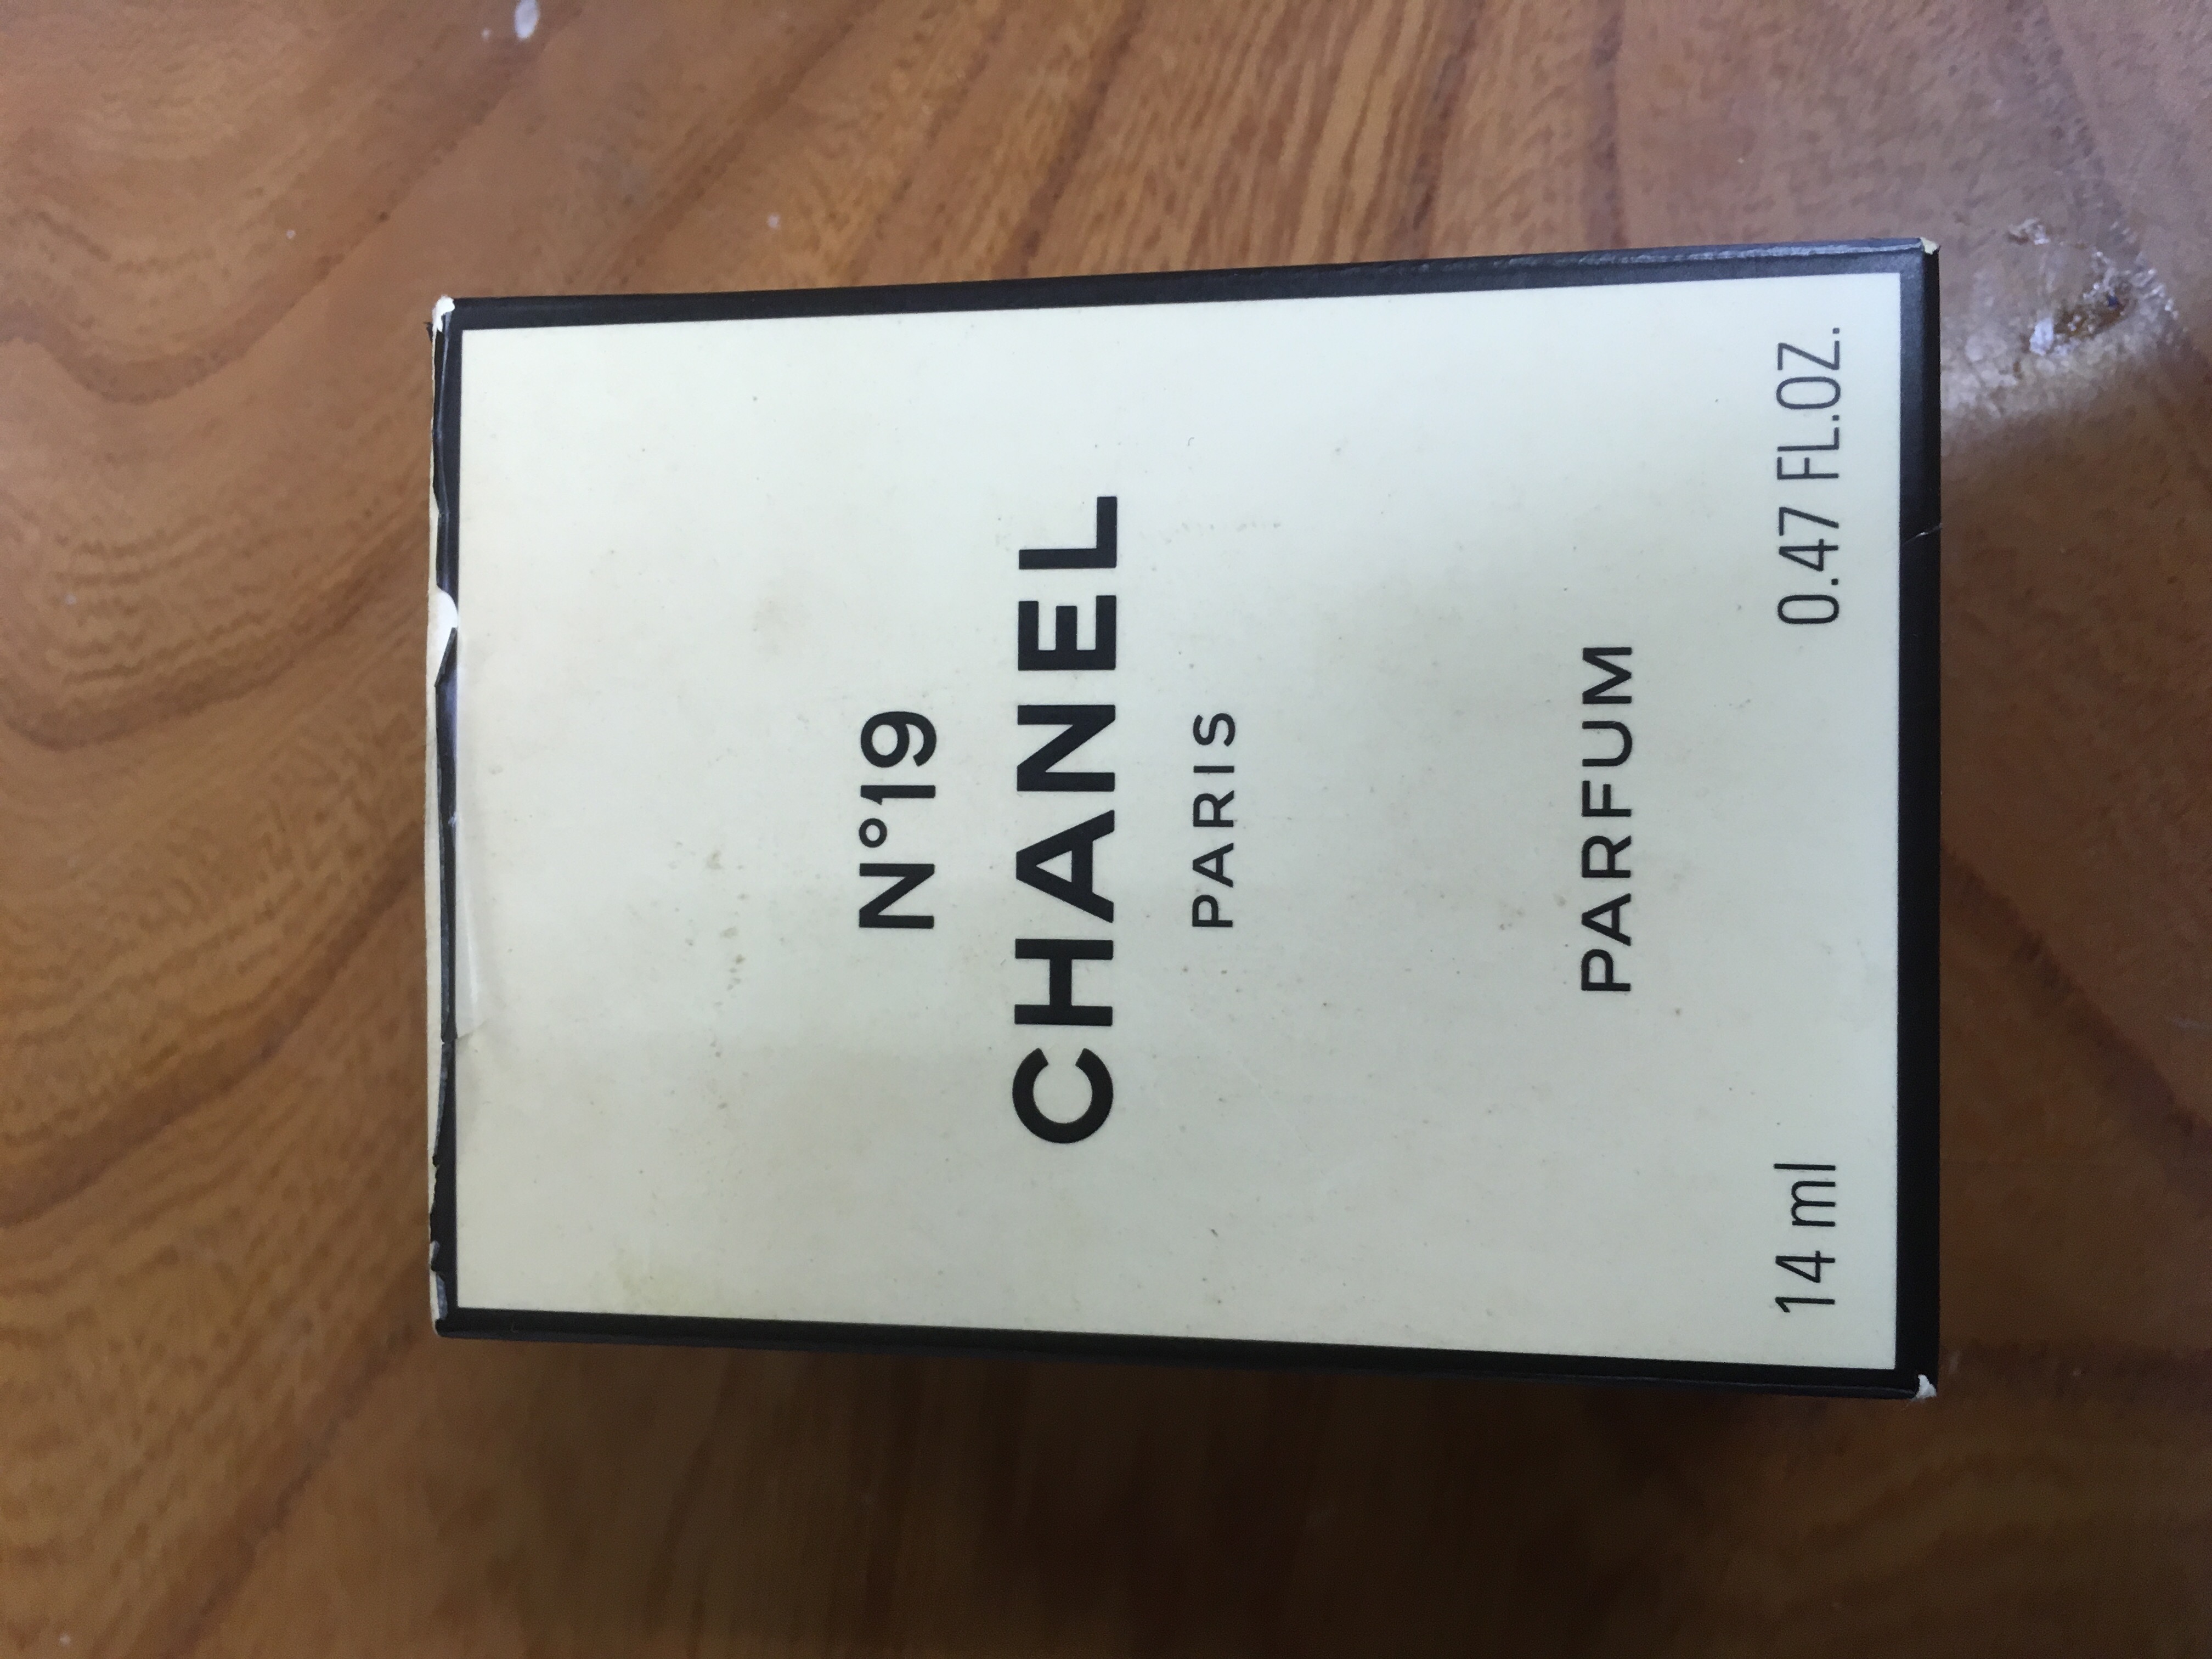 N°19
CHANEL
PARIS
PARFUM
14 ml 0.47 FL.OZ.